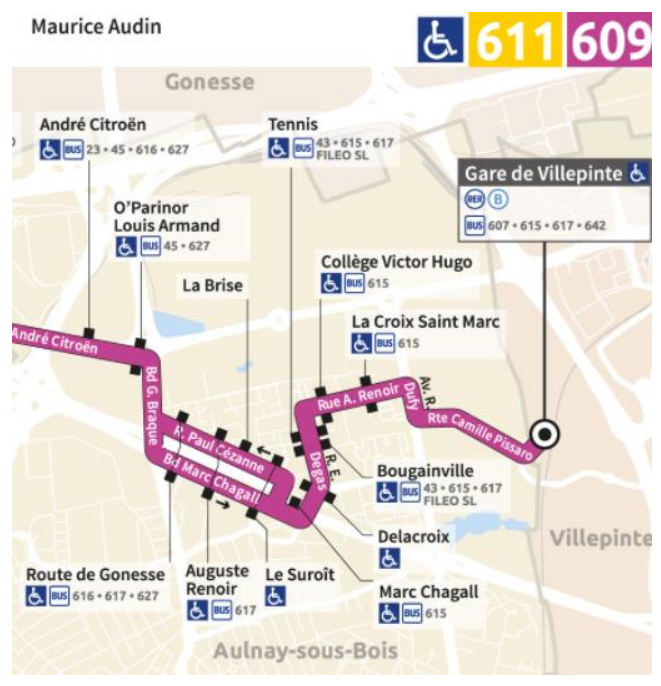 Maurice Audin
611 609
Gonesse
André Citroën
BUS 23 • 45 • 616 • 627
Tennis
BUS 43 • 615 • 617
FILEO SL
Gare de Villepinte
RER B
BUS 607 • 615 • 617 • 642
O'Parinor
Louis Armand
BUS 45 • 627
La Brise
Collège Victor Hugo
BUS 615
La Croix Saint Marc
BUS 615
André Citroën
Bd G. Braque
R. Paul Cézanne
Bd Marc Chagall
R. E.
Degas
Rue A. Renoir
Av. R.
Dufy
Rte Camille Pissaro
Bougainville
BUS 43 • 615 • 617
FILEO SL
Delacroix
Villepinte
Route de Gonesse
BUS 616 • 617 • 627
Auguste
Renoir
BUS 617
Le Suroît
Marc Chagall
BUS 615
Aulnay-sous-Bois